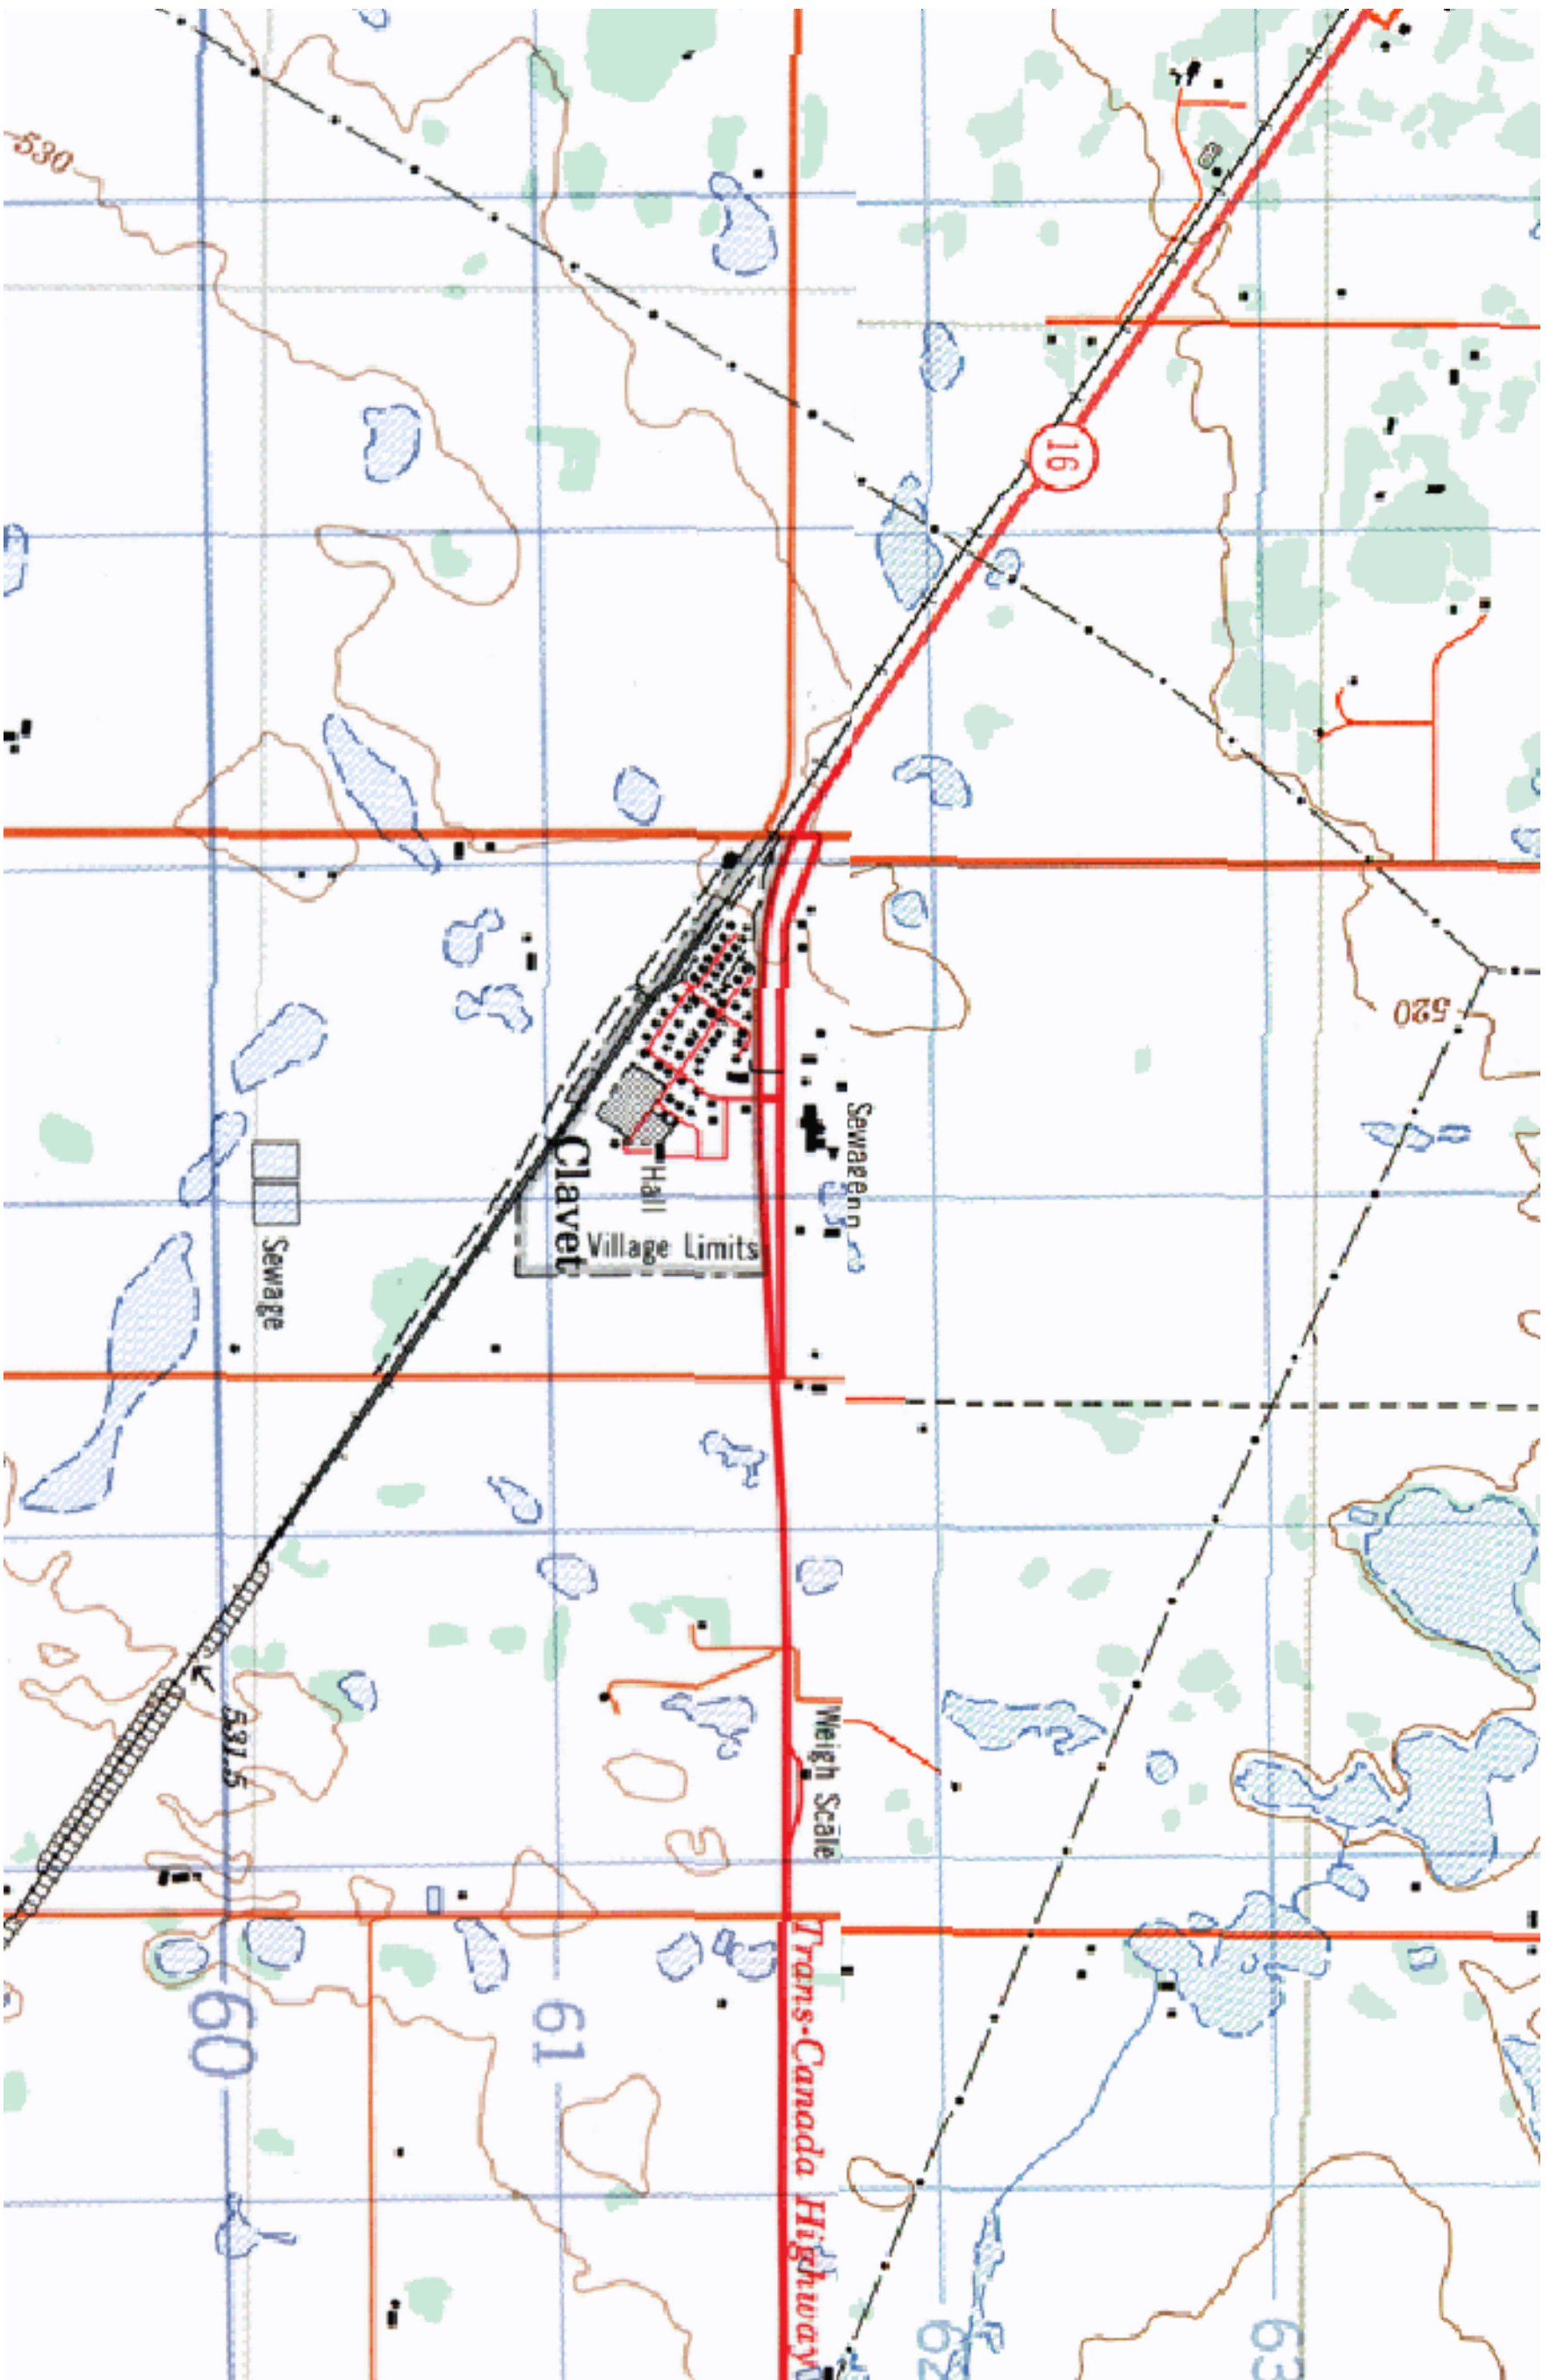 530
16
520
Clavet
Hall
Village Limits
Sewage
531.5
Weigh Scale
60
61
Trans-Canada Highway
62
63